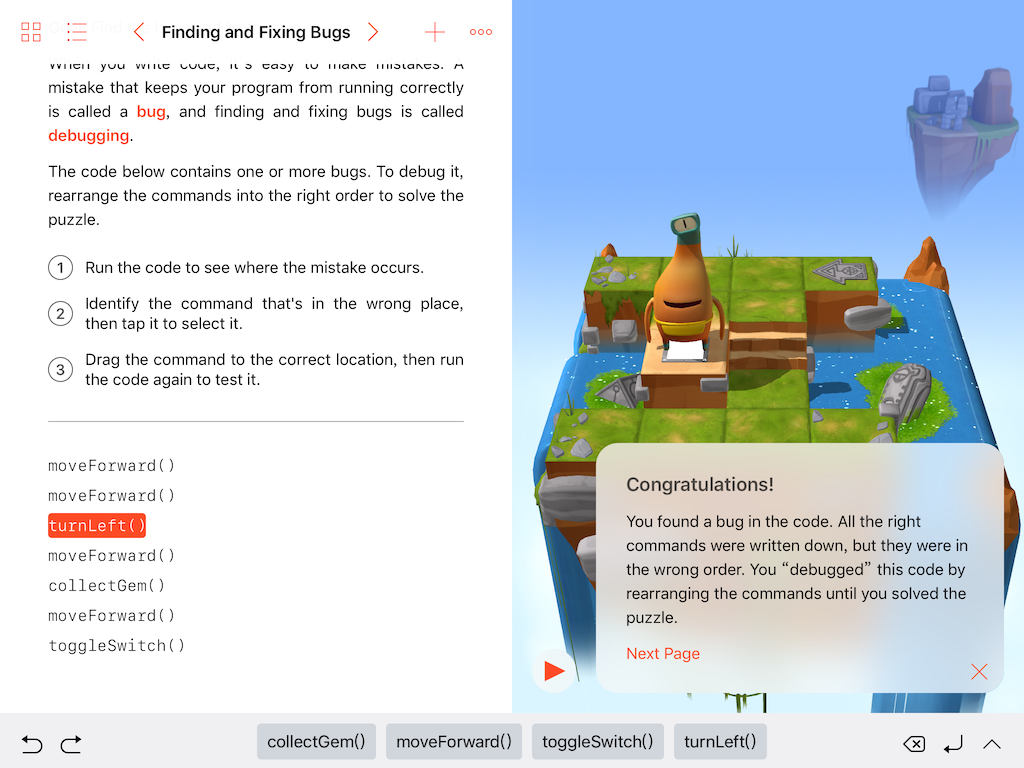 Finding and Fixing Bugs
When you write code, it's easy to make mistakes. A
mistake that keeps your program from running correctly
is called a bug, and finding and fixing bugs is called
debugging.
The code below contains one or more bugs. To debug it,
rearrange the commands into the right order to solve the
puzzle.
1 Run the code to see where the mistake occurs.
2 Identify the command that's in the wrong place,
then tap it to select it.
3 Drag the command to the correct location, then run
the code again to test it.
moveForward()
moveForward()
turnLeft()
moveForward()
collectGem()
moveForward()
toggleSwitch()
Congratulations!
You found a bug in the code. All the right
commands were written down, but they were in
the wrong order. You “debugged” this code by
rearranging the commands until you solved the
puzzle.
Next Page
collectGem() moveForward() toggleSwitch() turnLeft()